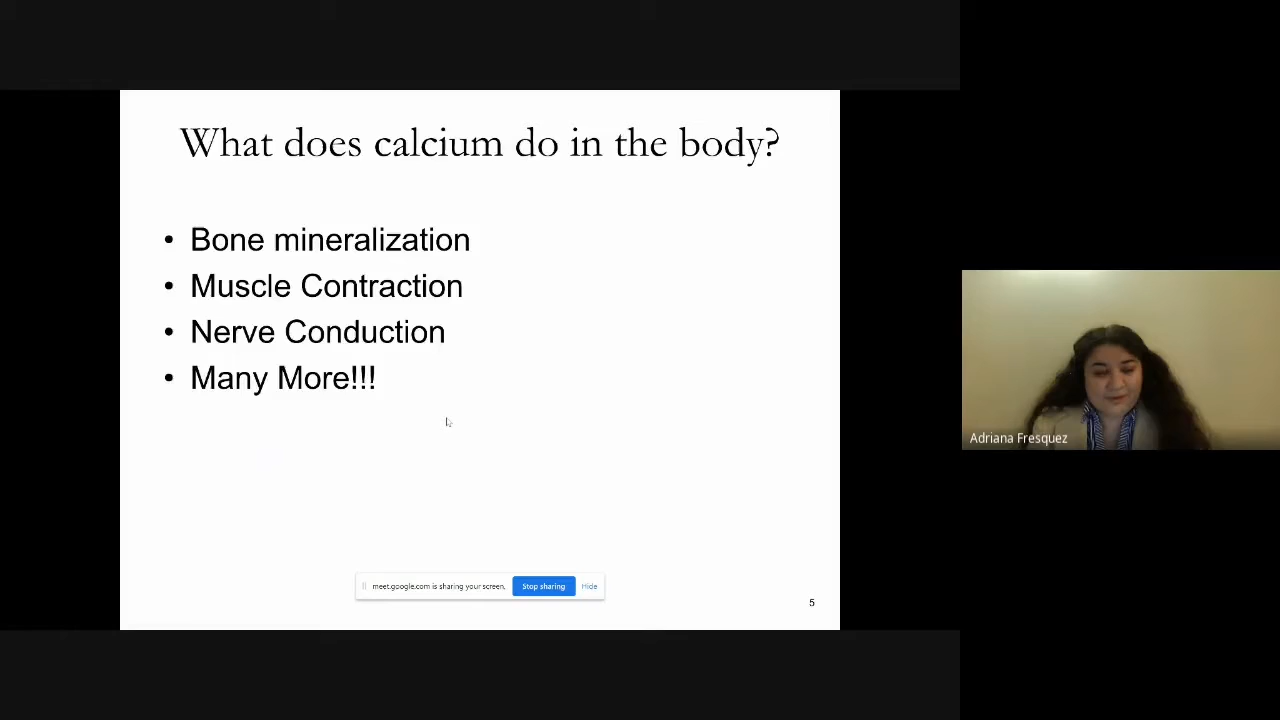 What does calcium do in the body?
• Bone mineralization
• Muscle Contraction
• Nerve Conduction
• Many More!!!
meet.google.com is sharing your screen. Stop sharing Hide
5
Adriana Fresquez